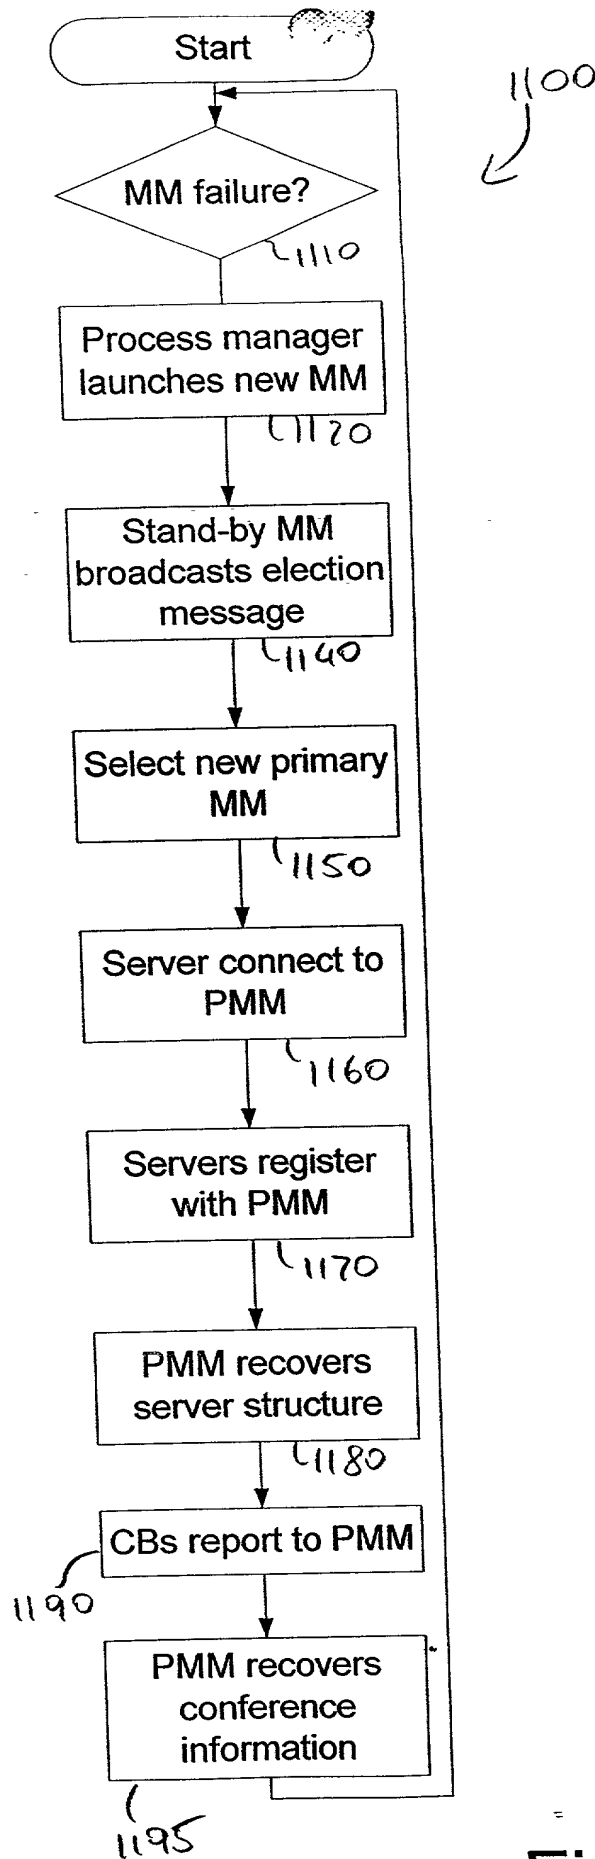 Start
1100
MM failure?
1110
Process manager
launches new MM
1120
Stand-by MM
broadcasts election
message
1140
Select new primary
MM
1150
Server connect to
PMM
1160
Servers register
with PMM
1170
PMM recovers
server structure
1180
CBs report to PMM
1190
PMM recovers
conference
information
1195